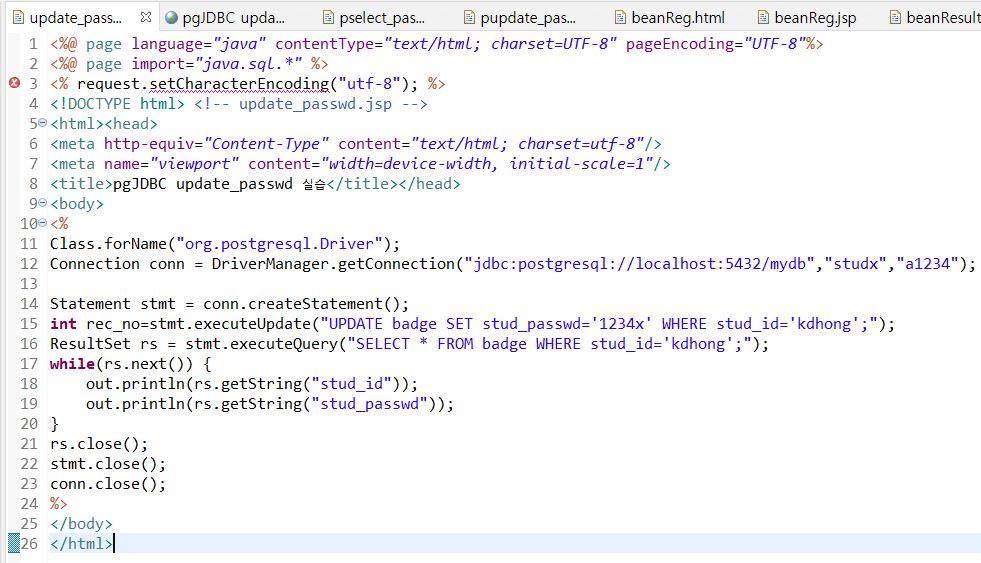 update_pass...
pgJDBC upda...
pselect_pas...
pupdate_pas...
beanReg.html
beanReg.jsp
beanResult
1 <%@ page language="java" contentType="text/html; charset=UTF-8" pageEncoding="UTF-8"%>
2 <%@ page import="java.sql.*" %>
3 <% request.setCharacterEncoding("utf-8"); %>
4 <!DOCTYPE html> <!-- update_passwd.jsp -->
5 <html><head>
6 <meta http-equiv="Content-Type" content="text/html; charset=utf-8"/>
7 <meta name="viewport" content="width=device-width, initial-scale=1"/>
8 <title>pgJDBC update_passwd 실습</title></head>
9 <body>
10 <%
11 Class.forName("org.postgresql.Driver");
12 Connection conn = DriverManager.getConnection("jdbc:postgresql://localhost:5432/mydb","studx","a1234");
13
14 Statement stmt = conn.createStatement();
15 int rec_no=stmt.executeUpdate("UPDATE badge SET stud_passwd='1234x' WHERE stud_id='kdhong';");
16 ResultSet rs = stmt.executeQuery("SELECT * FROM badge WHERE stud_id='kdhong';");
17 while(rs.next()) {
18     out.println(rs.getString("stud_id"));
19     out.println(rs.getString("stud_passwd"));
20 }
21 rs.close();
22 stmt.close();
23 conn.close();
24 %>
25 </body>
26 </html>